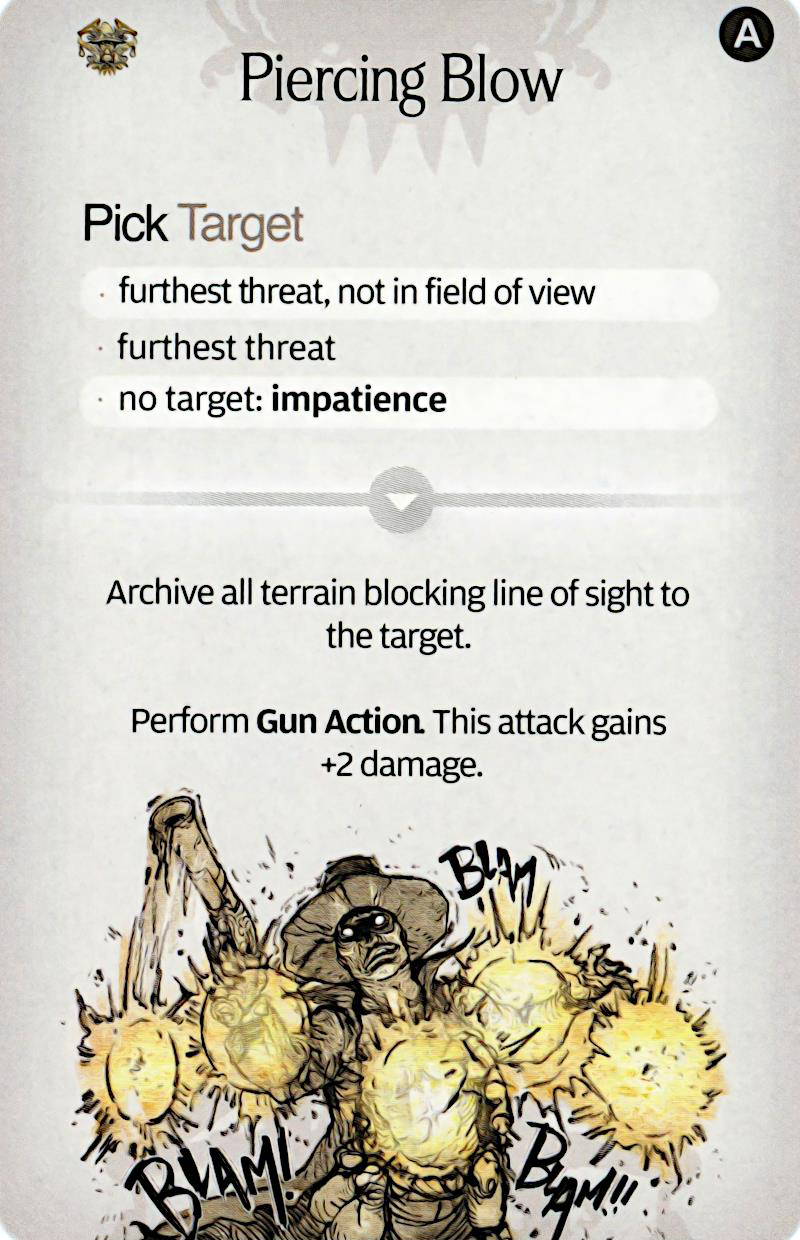 A
Piercing Blow
Pick Target
· furthest threat, not in field of view
· furthest threat
· no target: impatience
Archive all terrain blocking line of sight to
the target.
Perform Gun Action. This attack gains
+2 damage.
BLAM
BLAM!
BLAM!!